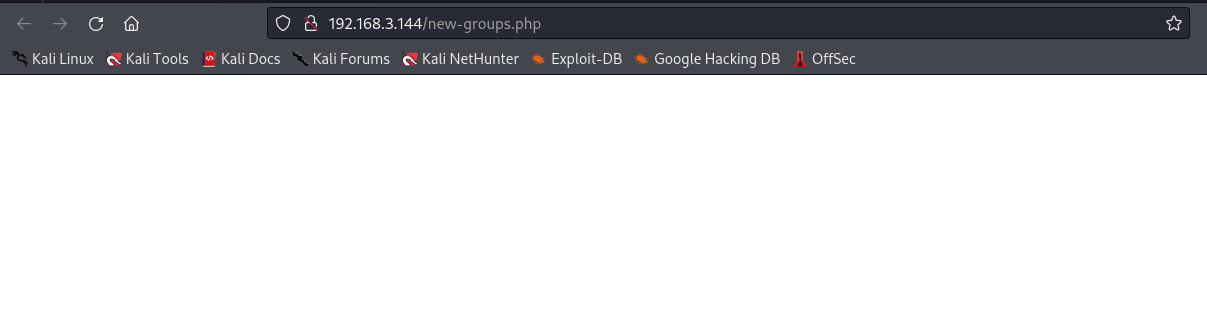 192.168.3.144/new-groups.php
Kali Linux Kali Tools Kali Docs Kali Forums Kali NetHunter Exploit-DB Google Hacking DB OffSec